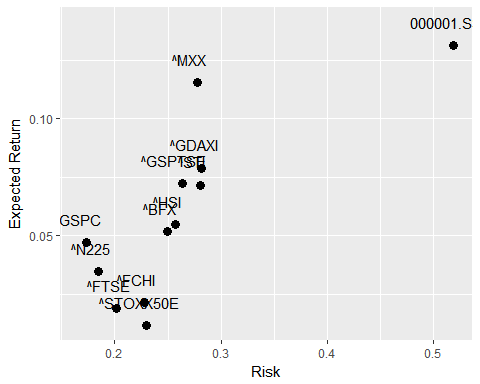 000001.S
^MXX
^GDAXI
^GSPTSE
^HSI
^BFX
GSPC
^N225
^FCHI
^FTSE
^STOXX50E
0.10
0.05
0.2
0.3
0.4
0.5
Expected Return
Risk